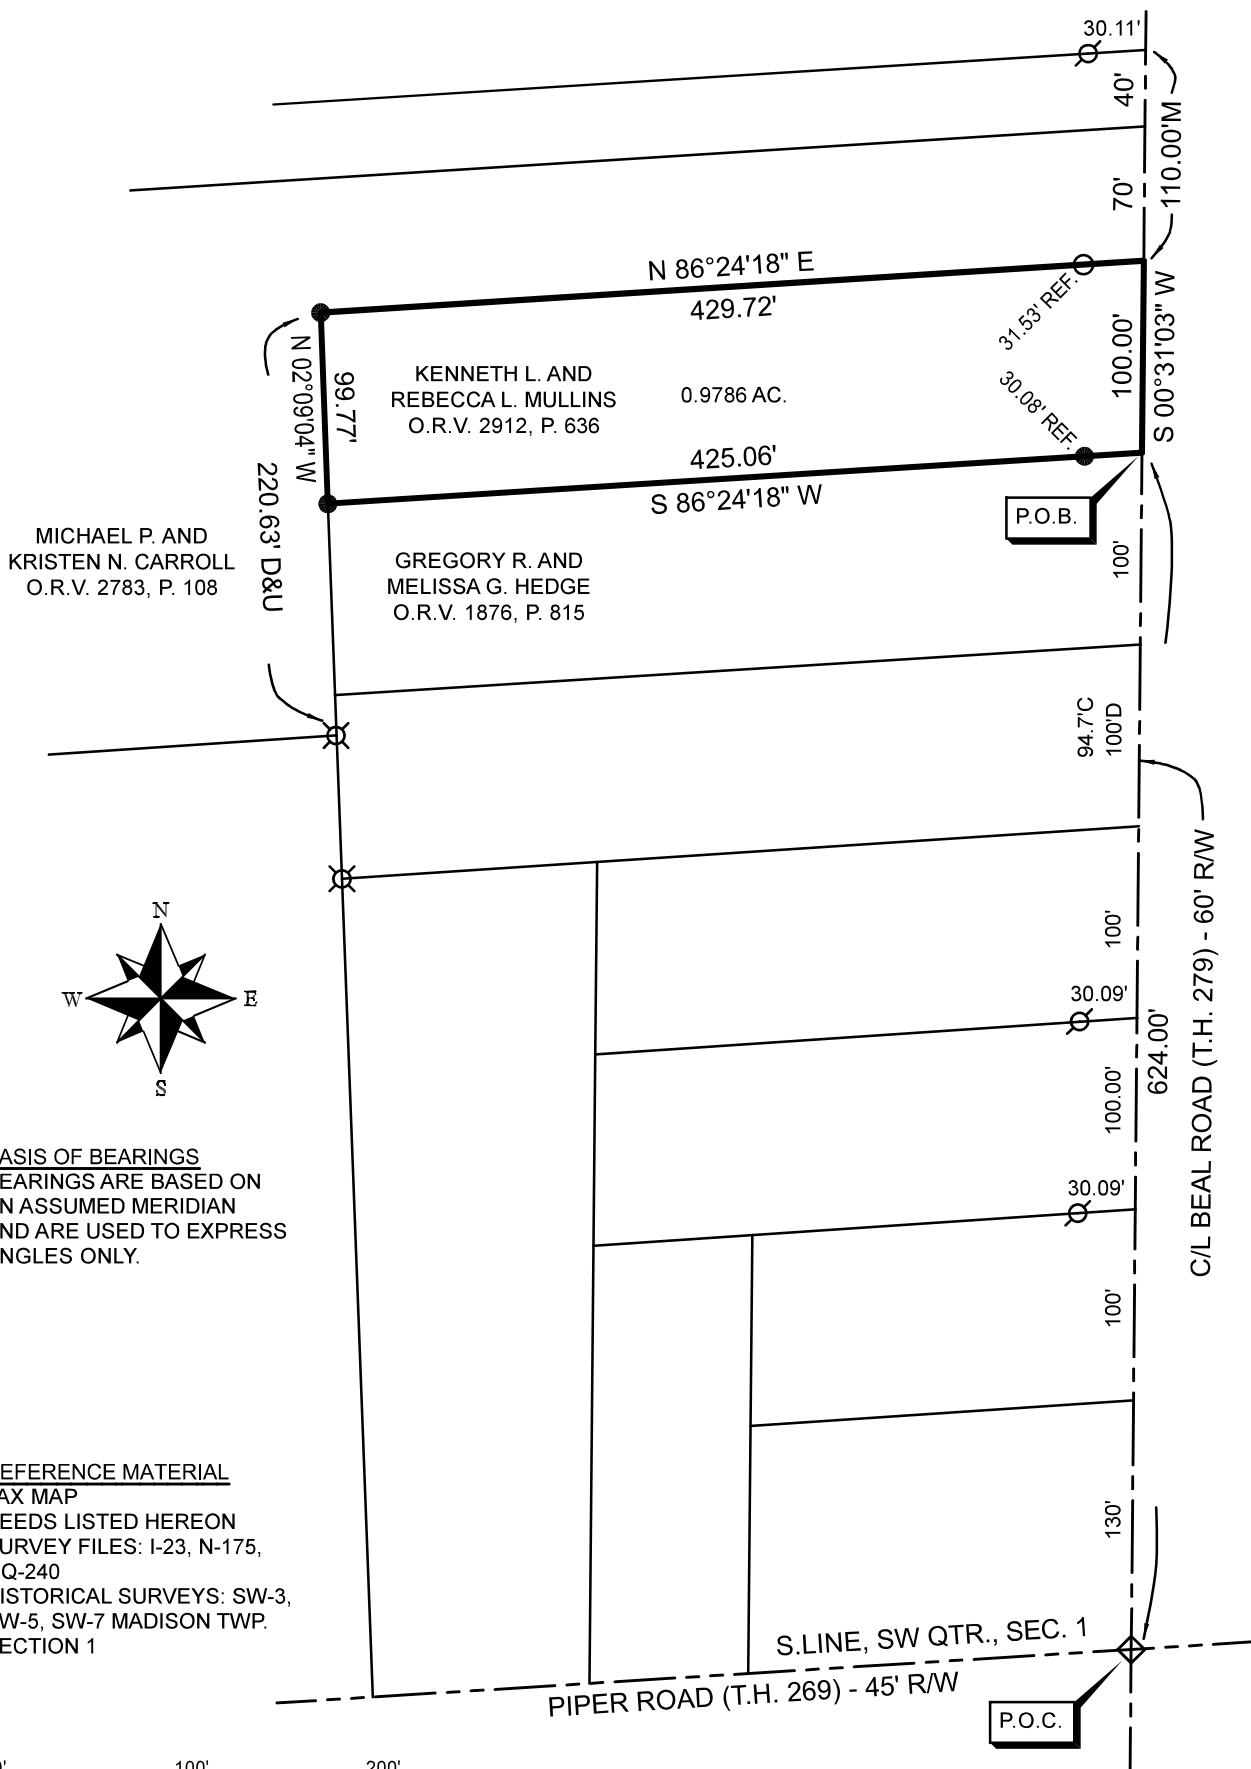 30.11'
40'
110.00'M
70'
N 86°24'18" E
429.72'
31.53' REF.
100.00'
S 00°31'03" W
N 02°09'04" W
99.77'
KENNETH L. AND
REBECCA L. MULLINS
O.R.V. 2912, P. 636
0.9786 AC.
30.08' REF.
425.06'
S 86°24'18" W
P.O.B.
220.63' D&U
MICHAEL P. AND
KRISTEN N. CARROLL
O.R.V. 2783, P. 108
GREGORY R. AND
MELISSA G. HEDGE
O.R.V. 1876, P. 815
100'
94.7'C
100'D
C/L BEAL ROAD (T.H. 279) - 60' R/W
N
W
E
S
100'
30.09'
624.00'
100.00'
30.09'
100'
130'
ASIS OF BEARINGS
EARINGS ARE BASED ON
N ASSUMED MERIDIAN
ND ARE USED TO EXPRESS
NGLES ONLY.
EFERENCE MATERIAL
AX MAP
EEDS LISTED HEREON
URVEY FILES: I-23, N-175,
Q-240
ISTORICAL SURVEYS: SW-3,
W-5, SW-7 MADISON TWP.
ECTION 1
S.LINE, SW QTR., SEC. 1
PIPER ROAD (T.H. 269) - 45' R/W
P.O.C.
100'
200'